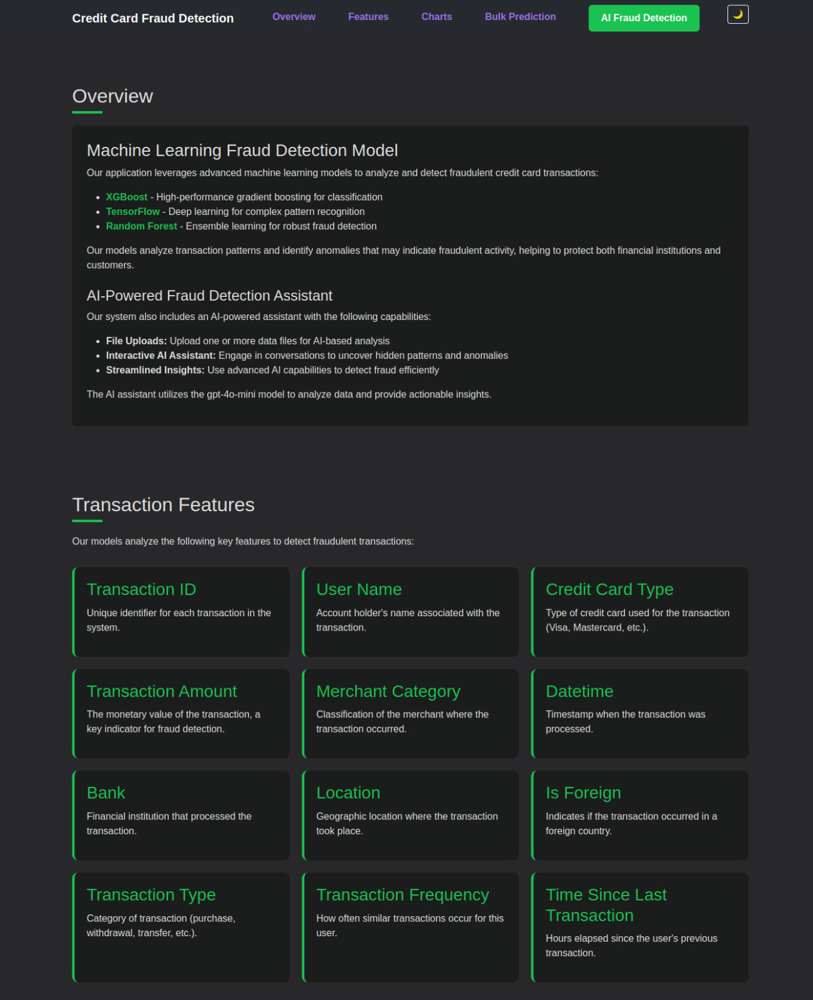 Credit Card Fraud Detection
Overview
Features
Charts
Bulk Prediction
AI Fraud Detection
Overview
Machine Learning Fraud Detection Model
Our application leverages advanced machine learning models to analyze and detect fraudulent credit card transactions:
• XGBoost - High-performance gradient boosting for classification
• TensorFlow - Deep learning for complex pattern recognition
• Random Forest - Ensemble learning for robust fraud detection
Our models analyze transaction patterns and identify anomalies that may indicate fraudulent activity, helping to protect both financial institutions and
customers.
AI-Powered Fraud Detection Assistant
Our system also includes an AI-powered assistant with the following capabilities:
• File Uploads: Upload one or more data files for AI-based analysis
• Interactive AI Assistant: Engage in conversations to uncover hidden patterns and anomalies
• Streamlined Insights: Use advanced AI capabilities to detect fraud efficiently
The AI assistant utilizes the gpt-4o-mini model to analyze data and provide actionable insights.
Transaction Features
Our models analyze the following key features to detect fraudulent transactions:
Transaction ID
Unique identifier for each transaction in the
system.
User Name
Account holder's name associated with the
transaction.
Credit Card Type
Type of credit card used for the transaction
(Visa, Mastercard, etc.).
Transaction Amount
The monetary value of the transaction, a
key indicator for fraud detection.
Merchant Category
Classification of the merchant where the
transaction occurred.
Datetime
Timestamp when the transaction was
processed.
Bank
Financial institution that processed the
transaction.
Location
Geographic location where the transaction
took place.
Is Foreign
Indicates if the transaction occurred in a
foreign country.
Transaction Type
Category of transaction (purchase,
withdrawal, transfer, etc.).
Transaction Frequency
How often similar transactions occur for this
user.
Time Since Last
Transaction
Hours elapsed since the user's previous
transaction.